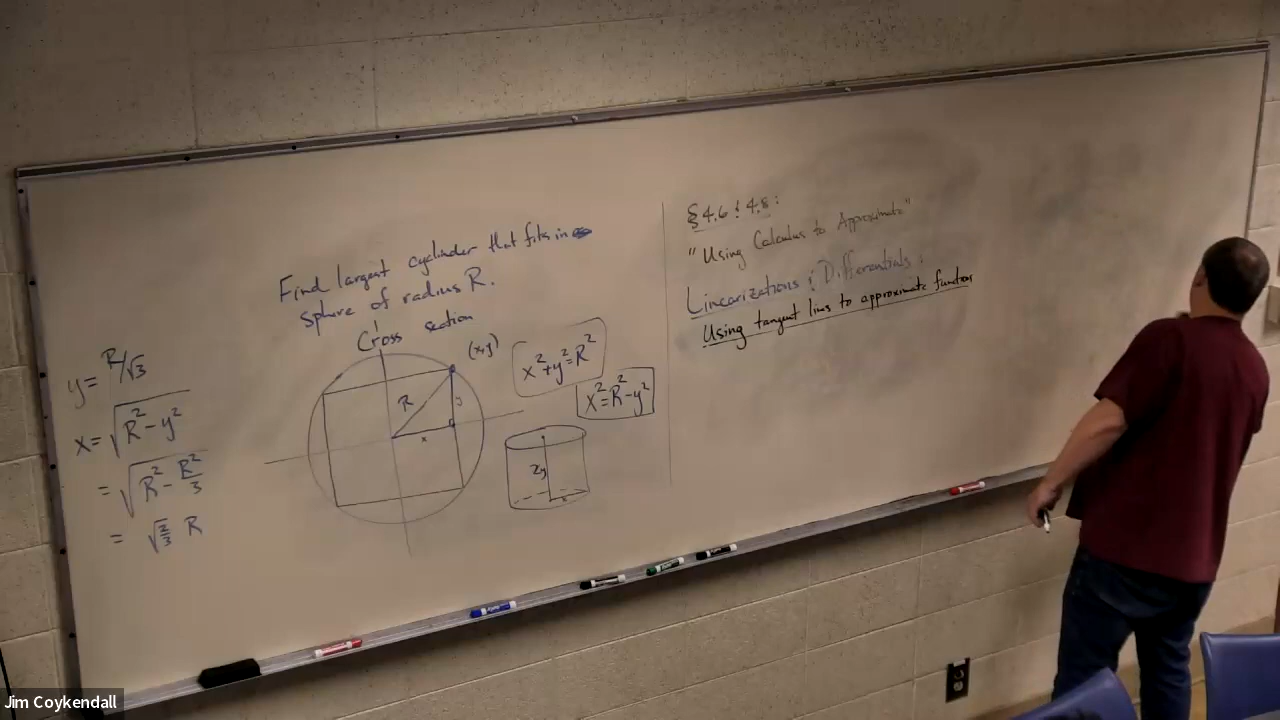 Find largest cylinder that fits in
sphere of radius R.
Cross section
(x,y)
R
x
y
x²+y²=R²
x²=R²-y²
2y
x
y= R/√3
x= √R²-y²
= √R²-R²/3
= √2/3 R
§4.6 & 4.8:
"Using Calculus to Approximate"
Linearizations & Differentials:
Using tangent lines to approximate functions
Jim Coykendall